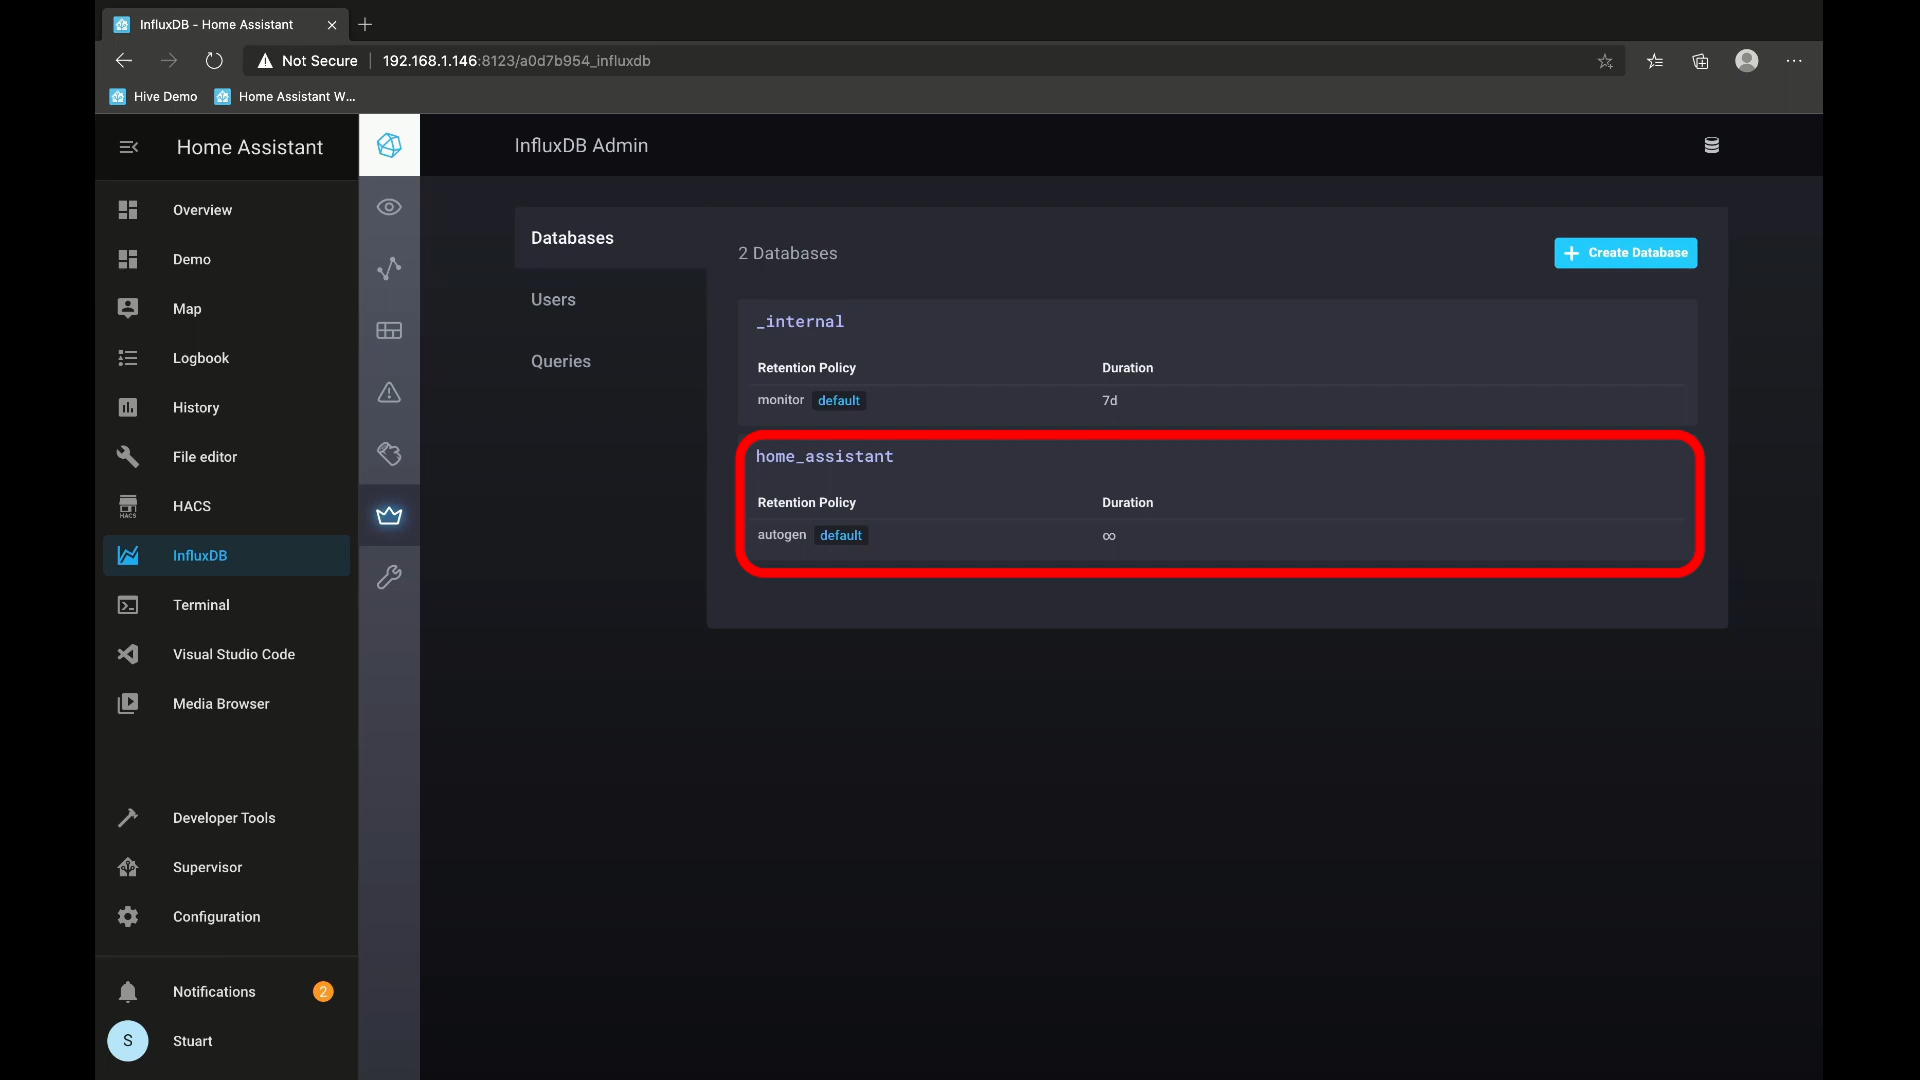 InfluxDB - Home Assistant
Not Secure 192.168.1.146:8123/a0d7b954_influxdb
Hive Demo Home Assistant W...
Home Assistant
InfluxDB Admin
Overview
Demo
Map
Logbook
History
File editor
HACS
HACS
InfluxDB
Terminal
Visual Studio Code
Media Browser
Developer Tools
Supervisor
Configuration
Notifications 2
S Stuart
Databases
Users
Queries
2 Databases
+ Create Database
_internal
Retention Policy Duration
monitor default 7d
home_assistant
Retention Policy Duration
autogen default ∞